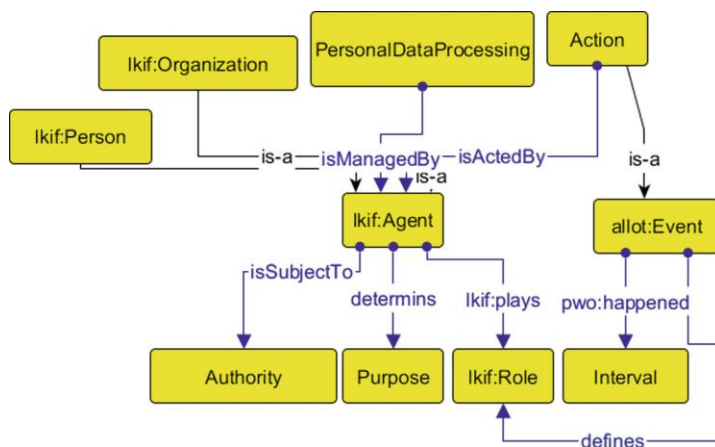 PersonalDataProcessing
Action
lkif:Organization
lkif:Person
is-a
isManagedBy
isActedBy
is-a
is-a
lkif:Agent
allot:Event
isSubjectTo
determins
lkif:plays
pwo:happened
Authority
Purpose
lkif:Role
Interval
defines